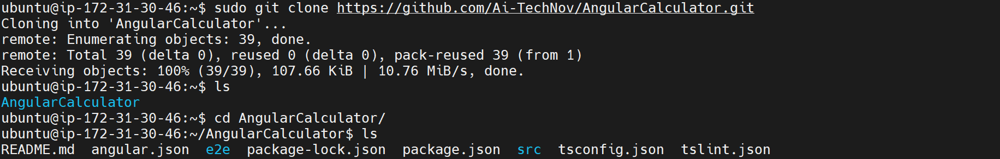 ubuntu@ip-172-31-30-46:~$ sudo git clone https://github.com/Ai-TechNov/AngularCalculator.git
Cloning into 'AngularCalculator'...
remote: Enumerating objects: 39, done.
remote: Total 39 (delta 0), reused 0 (delta 0), pack-reused 39 (from 1)
Receiving objects: 100% (39/39), 107.66 KiB | 10.76 MiB/s, done.
ubuntu@ip-172-31-30-46:~$ ls
AngularCalculator
ubuntu@ip-172-31-30-46:~$ cd AngularCalculator/
ubuntu@ip-172-31-30-46:~/AngularCalculator$ ls
README.md  angular.json  e2e  package-lock.json  package.json  src  tsconfig.json  tslint.json